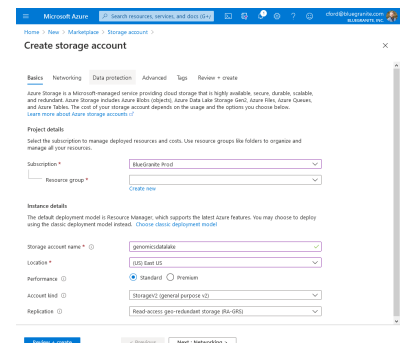 Microsoft Azure
Search resources, services, and docs (G+/)
cford@bluegranite.com
BLUEGRANITE, INC.
Home > New > Marketplace > Storage account >
Create storage account
Basics Networking Data protection Advanced Tags Review + create
Azure Storage is a Microsoft-managed service providing cloud storage that is highly available, secure, durable, scalable,
and redundant. Azure Storage includes Azure Blobs (objects), Azure Data Lake Storage Gen2, Azure Files, Azure Queues,
and Azure Tables. The cost of your storage account depends on the usage and the options you choose below.
Learn more about Azure storage accounts
Project details
Select the subscription to manage deployed resources and costs. Use resource groups like folders to organize and
manage all your resources.
Subscription *
BlueGranite Prod
Resource group *
Create new
Instance details
The default deployment model is Resource Manager, which supports the latest Azure features. You may choose to deploy
using the classic deployment model instead. Choose classic deployment model
Storage account name *
genomicsdatalake
Location *
(US) East US
Performance
Standard Premium
Account kind
StorageV2 (general purpose v2)
Replication
Read-access geo-redundant storage (RA-GRS)
Review + create
< Previous
Next : Networking >